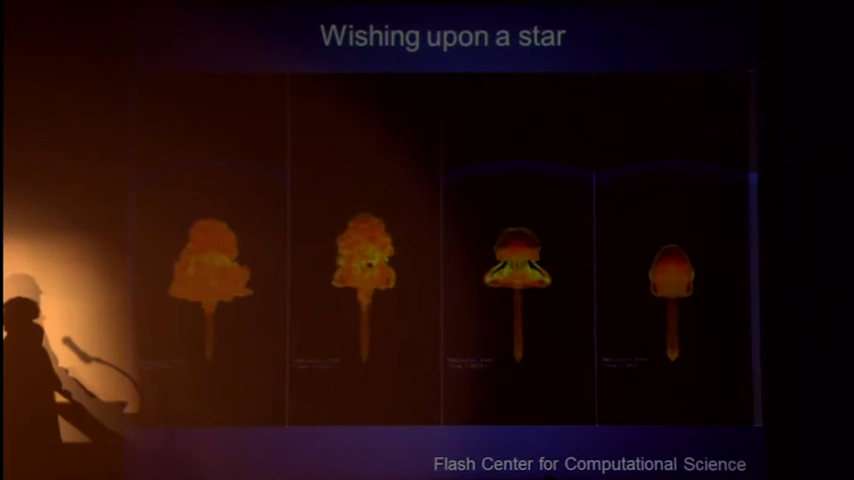 Wishing upon a star
Flash Center for Computational Science